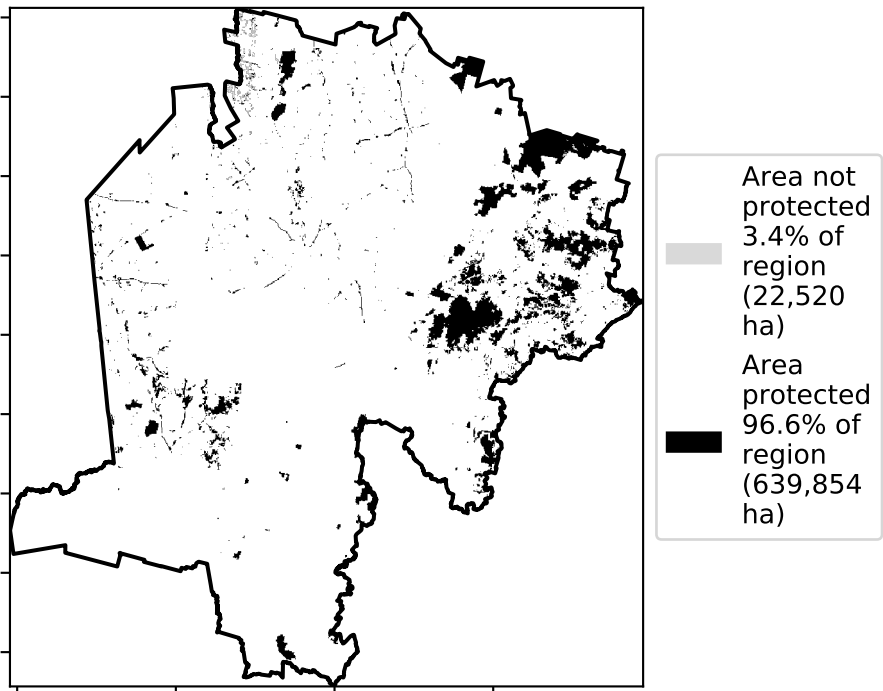 Area not
protected
3.4% of
region
(22,520
ha)
Area
protected
96.6% of
region
(639,854
ha)